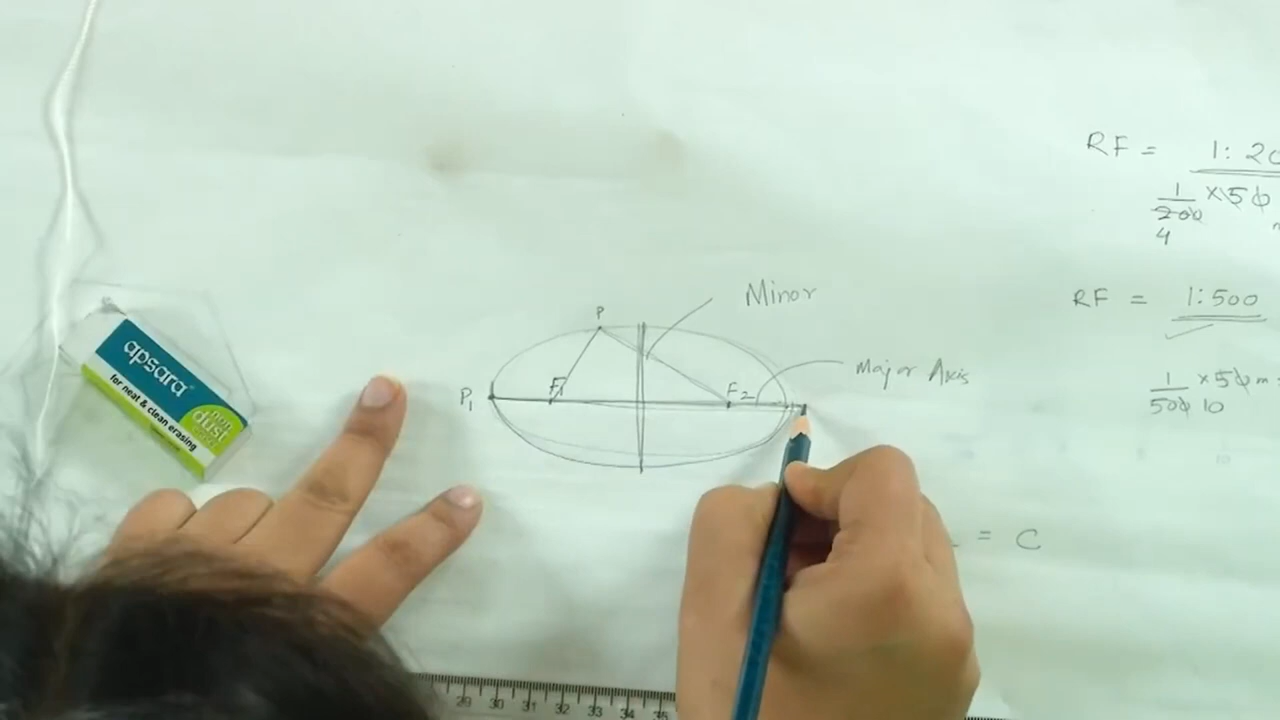 RF = 1: 20
1 × 50
200
4
RF = 1:500
1 × 50 m
500 10
Minor
P
Major Axis
P1
F1
F2
= C
apsara
for neat & clean erasing
non
dust
29 30 31 32 33 34 35